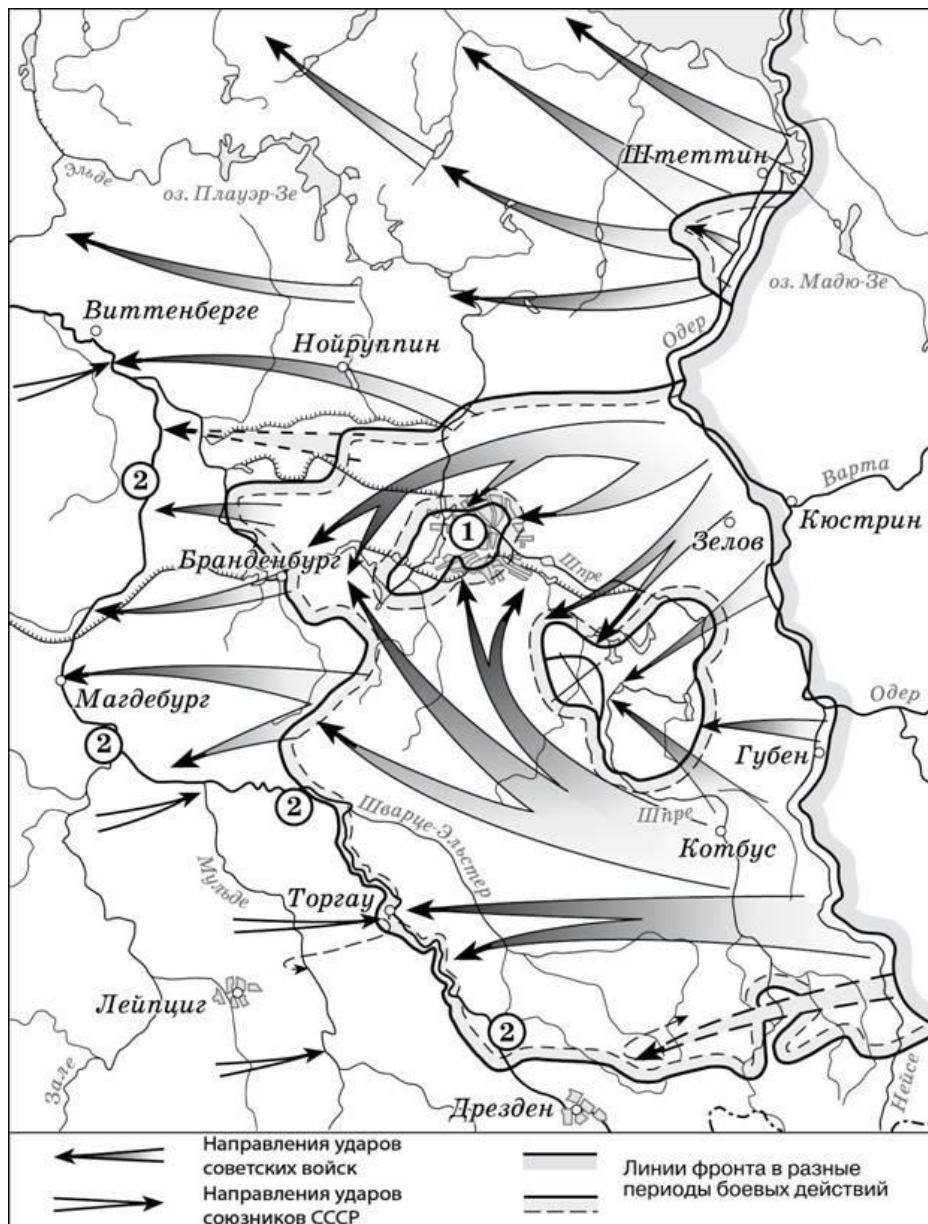 Штеттин
Эльде
оз. Плауэр-Зе
оз. Мадю-Зе
Виттенберге
Одер
Нойруппин
2
Варта
Кюстрин
1
Зелов
Бранденбург
Шпре
Магдебург
Одер
2
Губен
2
Шварце-Эльстер
Шпре
Котбус
Мульде
Торгау
Лейпциг
2
Зале
Дрезден
Нейсе
Направления ударов
советских войск
Направления ударов
союзников СССР
Линии фронта в разные
периоды боевых действий